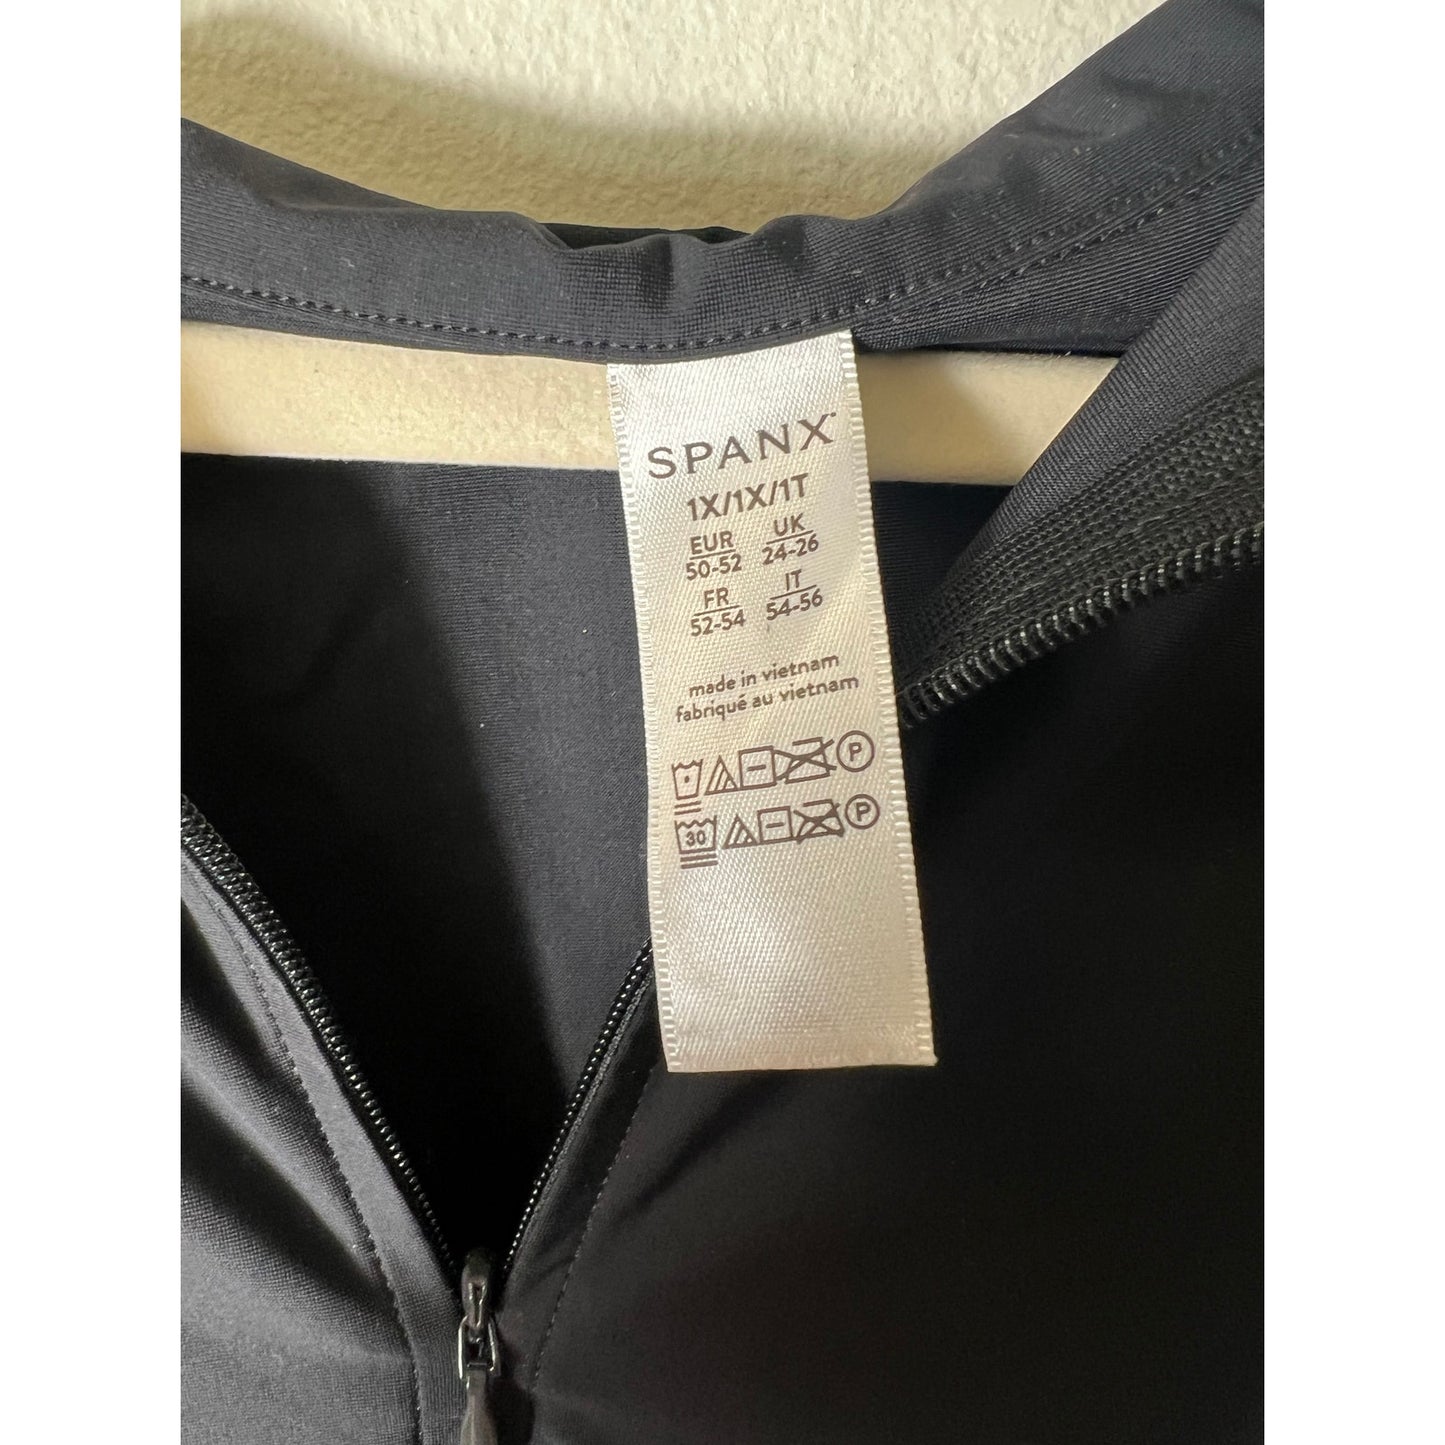 SPANX
1X/1X/1T
EUR UK
50-52 24-26
FR IT
52-54 54-56
made in vietnam
fabriqué au vietnam
P
30 P